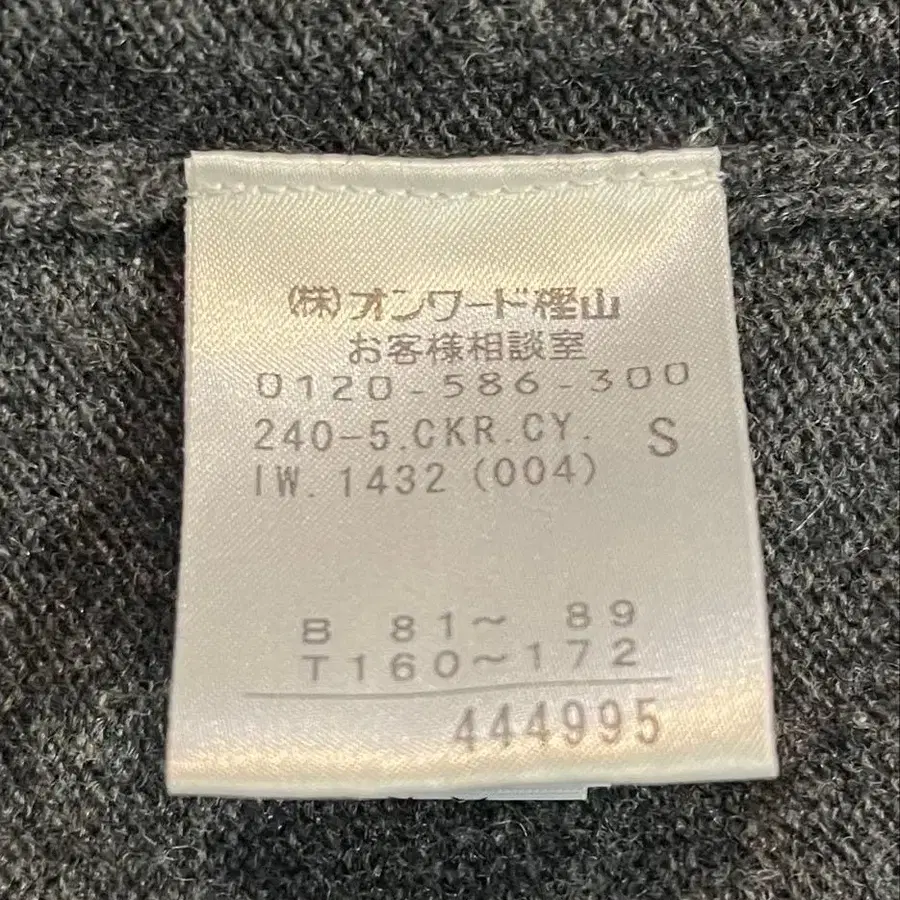 (株)オンワード樫山
お客様相談室
0120-586-300
240-5.CKR.CY. S
IW.1432(004)
B 81~ 89
T160~172
444995